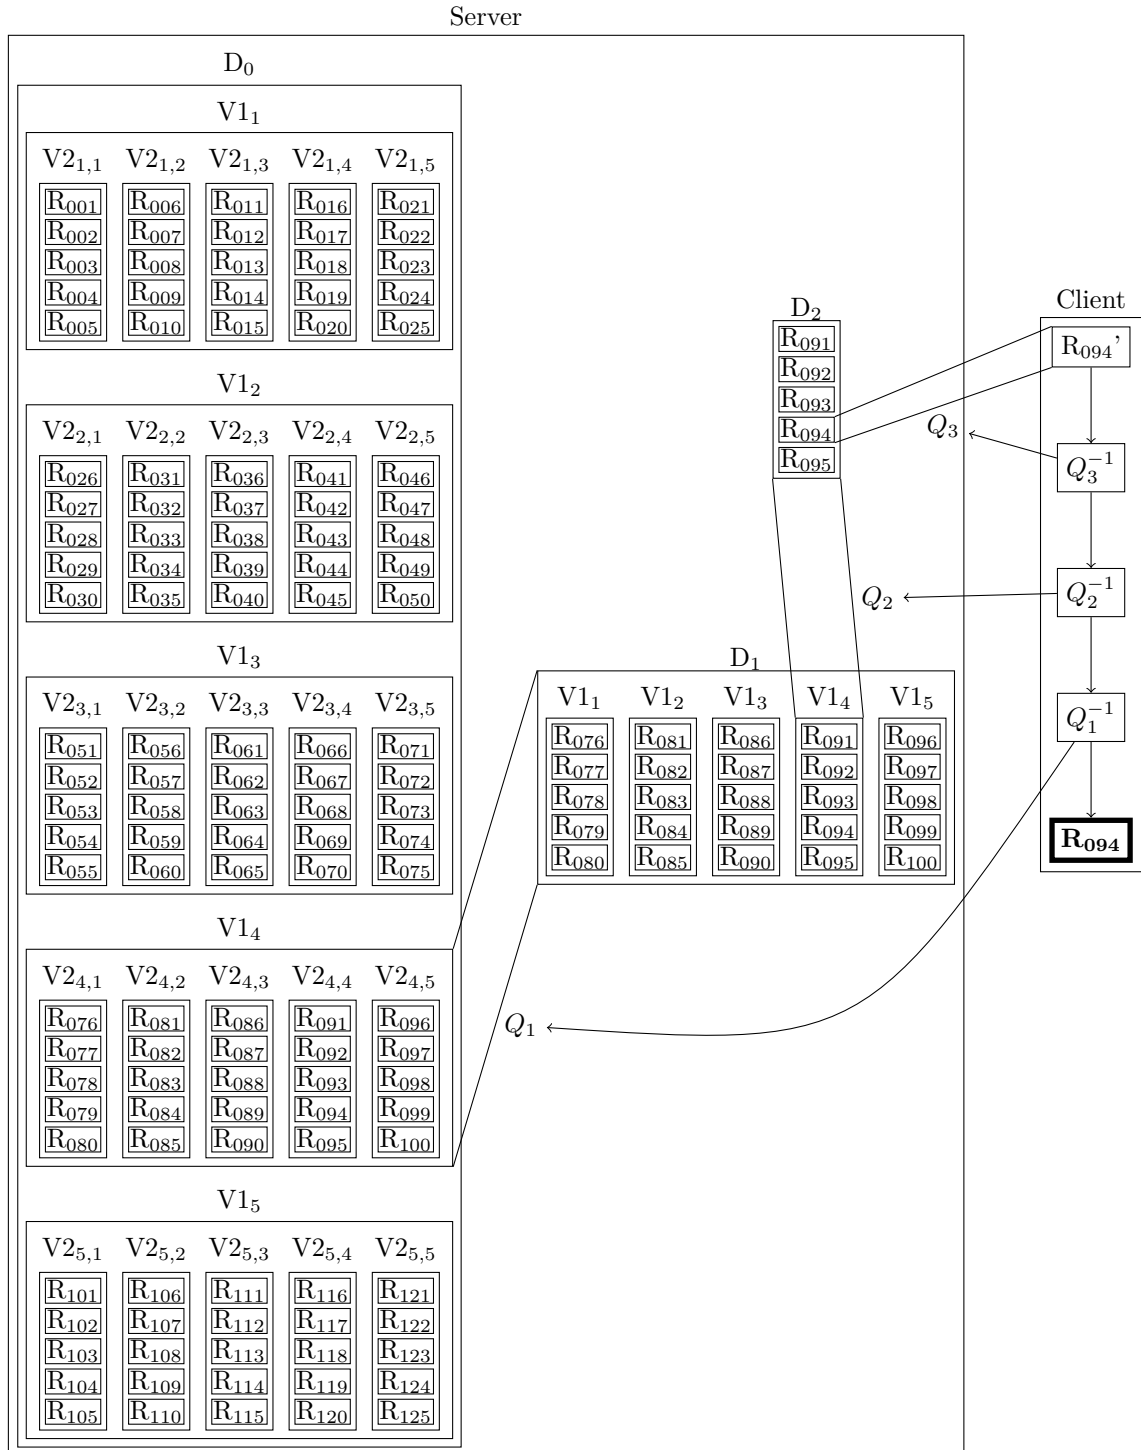 Server
D₀
V1₁
V2₁,₁ V2₁,₂ V2₁,₃ V2₁,₄ V2₁,₅
R₀₀₁ R₀₀₆ R₀₁₁ R₀₁₆ R₀₂₁
R₀₀₂ R₀₀₇ R₀₁₂ R₀₁₇ R₀₂₂
R₀₀₃ R₀₀₈ R₀₁₃ R₀₁₈ R₀₂₃
R₀₀₄ R₀₀₉ R₀₁₄ R₀₁₉ R₀₂₄
R₀₀₅ R₀₁₀ R₀₁₅ R₀₂₀ R₀₂₅
V1₂
V2₂,₁ V2₂,₂ V2₂,₃ V2₂,₄ V2₂,₅
R₀₂₆ R₀₃₁ R₀₃₆ R₀₄₁ R₀₄₆
R₀₂₇ R₀₃₂ R₀₃₇ R₀₄₂ R₀₄₇
R₀₂₈ R₀₃₃ R₀₃₈ R₀₄₃ R₀₄₈
R₀₂₉ R₀₃₄ R₀₃₉ R₀₄₄ R₀₄₉
R₀₃₀ R₀₃₅ R₀₄₀ R₀₄₅ R₀₅₀
V1₃
V2₃,₁ V2₃,₂ V2₃,₃ V2₃,₄ V2₃,₅
R₀₅₁ R₀₅₆ R₀₆₁ R₀₆₆ R₀₇₁
R₀₅₂ R₀₅₇ R₀₆₂ R₀₆₇ R₀₇₂
R₀₅₃ R₀₅₈ R₀₆₃ R₀₆₈ R₀₇₃
R₀₅₄ R₀₅₉ R₀₆₄ R₀₆₉ R₀₇₄
R₀₅₅ R₀₆₀ R₀₆₅ R₀₇₀ R₀₇₅
V1₄
V2₄,₁ V2₄,₂ V2₄,₃ V2₄,₄ V2₄,₅
R₀₇₆ R₀₈₁ R₀₈₆ R₀₉₁ R₀₉₆
R₀₇₇ R₀₈₂ R₀₈₇ R₀₉₂ R₀₉₇
R₀₇₈ R₀₈₃ R₀₈₈ R₀₉₃ R₀₉₈
R₀₇₉ R₀₈₄ R₀₈₉ R₀₉₄ R₀₉₉
R₀₈₀ R₀₈₅ R₀₉₀ R₀₉₅ R₁₀₀
V1₅
V2₅,₁ V2₅,₂ V2₅,₃ V2₅,₄ V2₅,₅
R₁₀₁ R₁₀₆ R₁₁₁ R₁₁₆ R₁₂₁
R₁₀₂ R₁₀₇ R₁₁₂ R₁₁₇ R₁₂₂
R₁₀₃ R₁₀₈ R₁₁₃ R₁₁₈ R₁₂₃
R₁₀₄ R₁₀₉ R₁₁₄ R₁₁₉ R₁₂₄
R₁₀₅ R₁₁₀ R₁₁₅ R₁₂₀ R₁₂₅
Q₁
D₁
V1₁ V1₂ V1₃ V1₄ V1₅
R₀₇₆ R₀₈₁ R₀₈₆ R₀₉₁ R₀₉₆
R₀₇₇ R₀₈₂ R₀₈₇ R₀₉₂ R₀₉₇
R₀₇₈ R₀₈₃ R₀₈₈ R₀₉₃ R₀₉₈
R₀₇₉ R₀₈₄ R₀₈₉ R₀₉₄ R₀₉₉
R₀₈₀ R₀₈₅ R₀₉₀ R₀₉₅ R₁₀₀
Q₂
D₂
R₀₉₁
R₀₉₂
R₀₉₃
R₀₉₄
R₀₉₅
Q₃
Client
R₀₉₄'
Q₃⁻¹
Q₂⁻¹
Q₁⁻¹
R₀₉₄